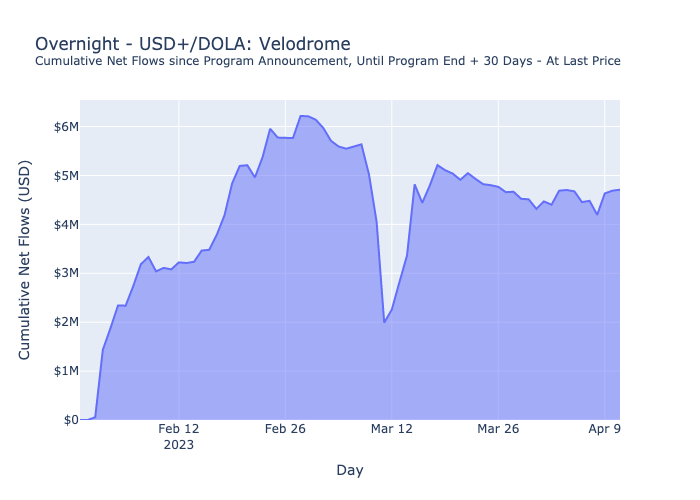 Overnight - USD+/DOLA: Velodrome
Cumulative Net Flows since Program Announcement, Until Program End + 30 Days - At Last Price
Cumulative Net Flows (USD)
$6M
$5M
$4M
$3M
$2M
$1M
$0
Feb 12
2023
Feb 26
Mar 12
Mar 26
Apr 9
Day